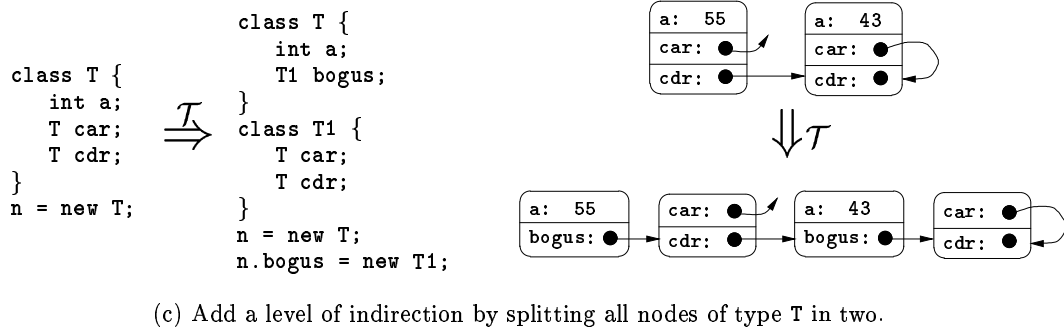 class T {
int a;
T car;
T cdr;
}
n = new T;
𝒯
class T {
int a;
T1 bogus;
}
class T1 {
T car;
T cdr;
}
n = new T;
n.bogus = new T1;
a: 55
car:
cdr:
a: 43
car:
cdr:
𝒯
a: 55
bogus:
car:
cdr:
a: 43
bogus:
car:
cdr:
(c) Add a level of indirection by splitting all nodes of type T in two.